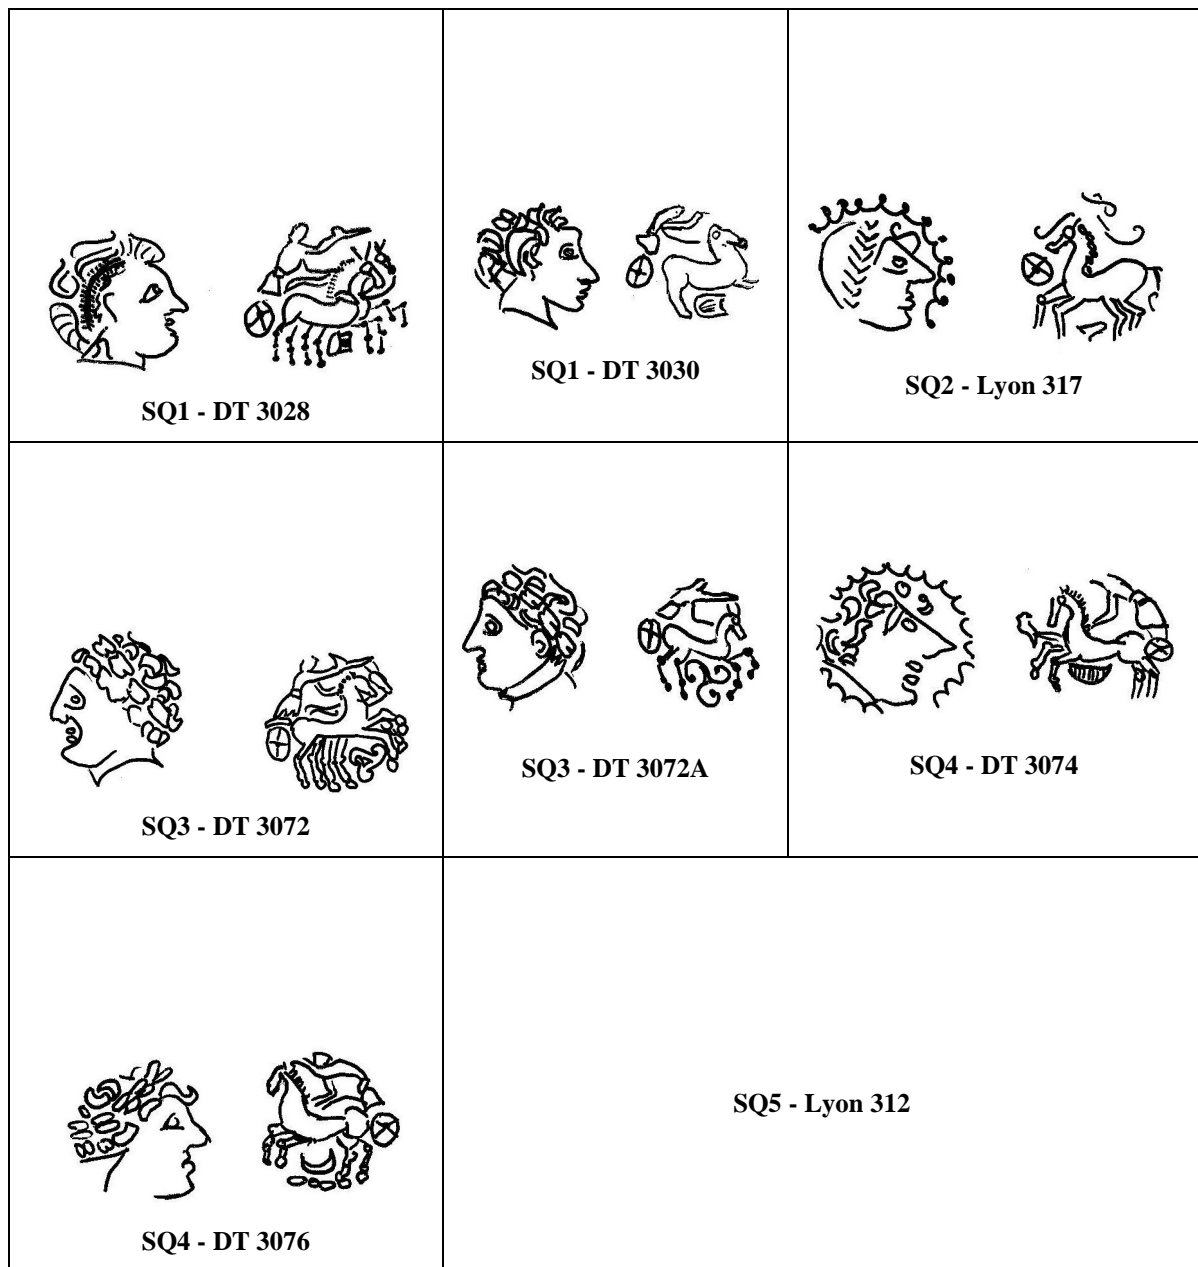 SQ1 - DT 3028
SQ1 - DT 3030
SQ2 - Lyon 317
SQ3 - DT 3072
SQ3 - DT 3072A
SQ4 - DT 3074
SQ4 - DT 3076
SQ5 - Lyon 312